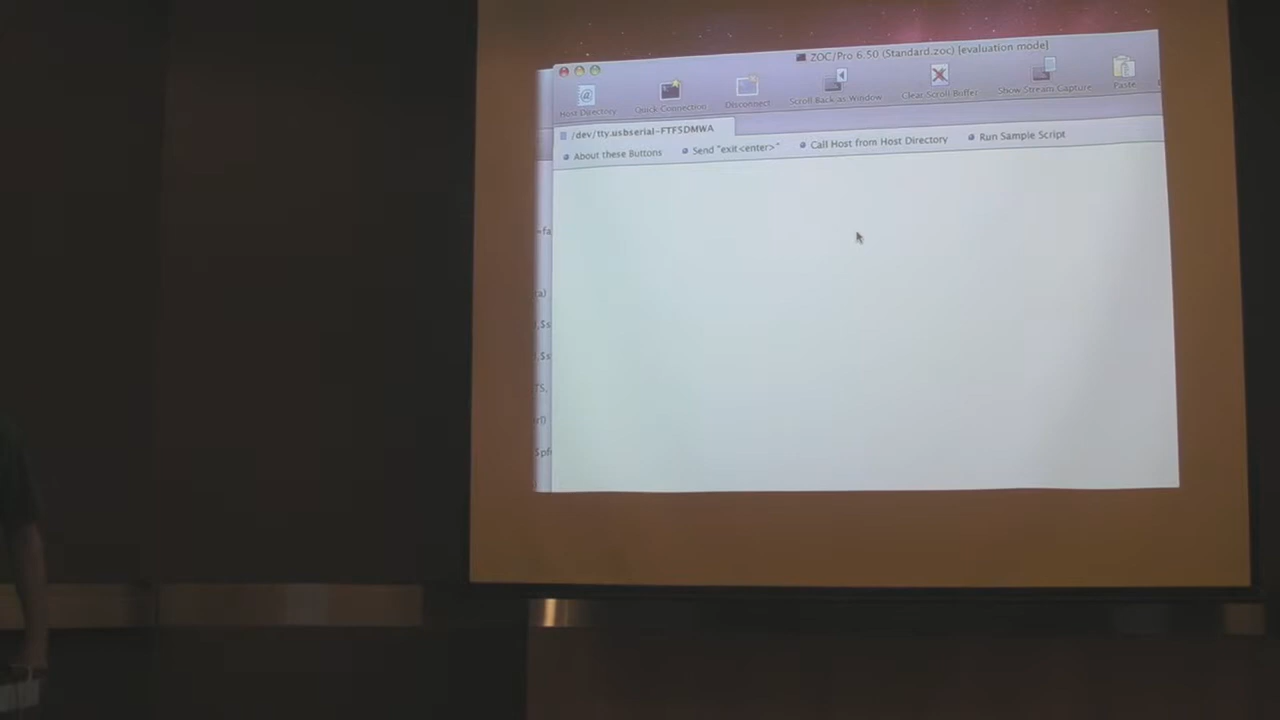 ZOC/Pro 6.50 (Standard.zoc) [evaluation mode]
Host Directory Quick Connection Disconnect Scroll Back as Window Clear Scroll Buffer Show Stream Capture Paste
/dev/tty.usbserial-FTF5DMWA
About these Buttons Send "exit<enter>" Call Host from Host Directory Run Sample Script
=fa
(a)
,$s
,$s